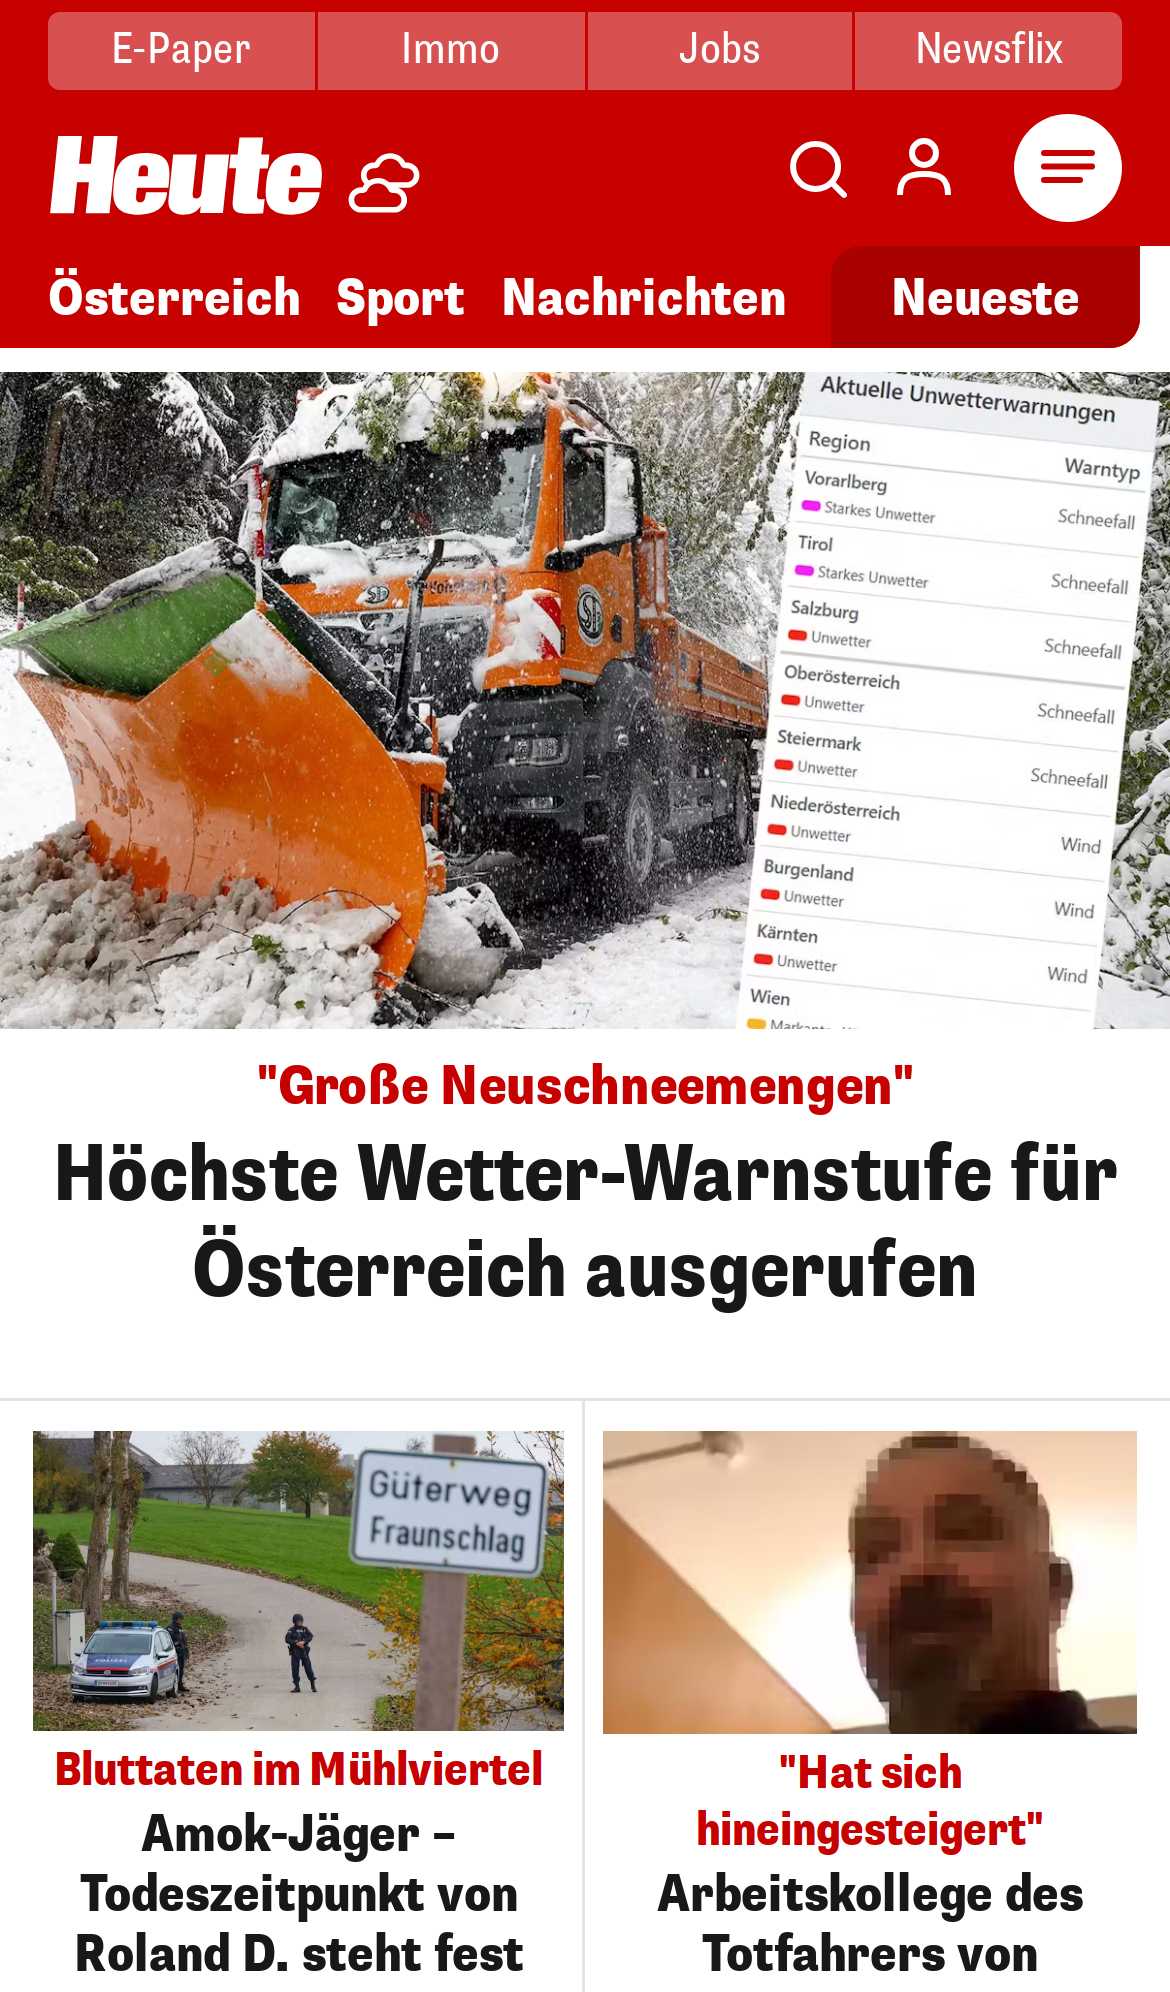 E-Paper
Immo
Jobs
Newsflix
Heute
Österreich
Sport
Nachrichten
Neueste
Aktuelle Unwetterwarnungen
Region
Warntyp
Vorarlberg
Starkes Unwetter
Schneefall
Tirol
Starkes Unwetter
Schneefall
Salzburg
Unwetter
Schneefall
Oberösterreich
Unwetter
Schneefall
Steiermark
Unwetter
Schneefall
Niederösterreich
Unwetter
Wind
Burgenland
Unwetter
Wind
Kärnten
Unwetter
Wind
Wien
"Große Neuschneemengen"
Höchste Wetter-Warnstufe für
Österreich ausgerufen
Güterweg
Fraunschlag
POLIZEI
Bluttaten im Mühlviertel
Amok-Jäger –
Todeszeitpunkt von
Roland D. steht fest
"Hat sich
hineingesteigert"
Arbeitskollege des
Totfahrers von